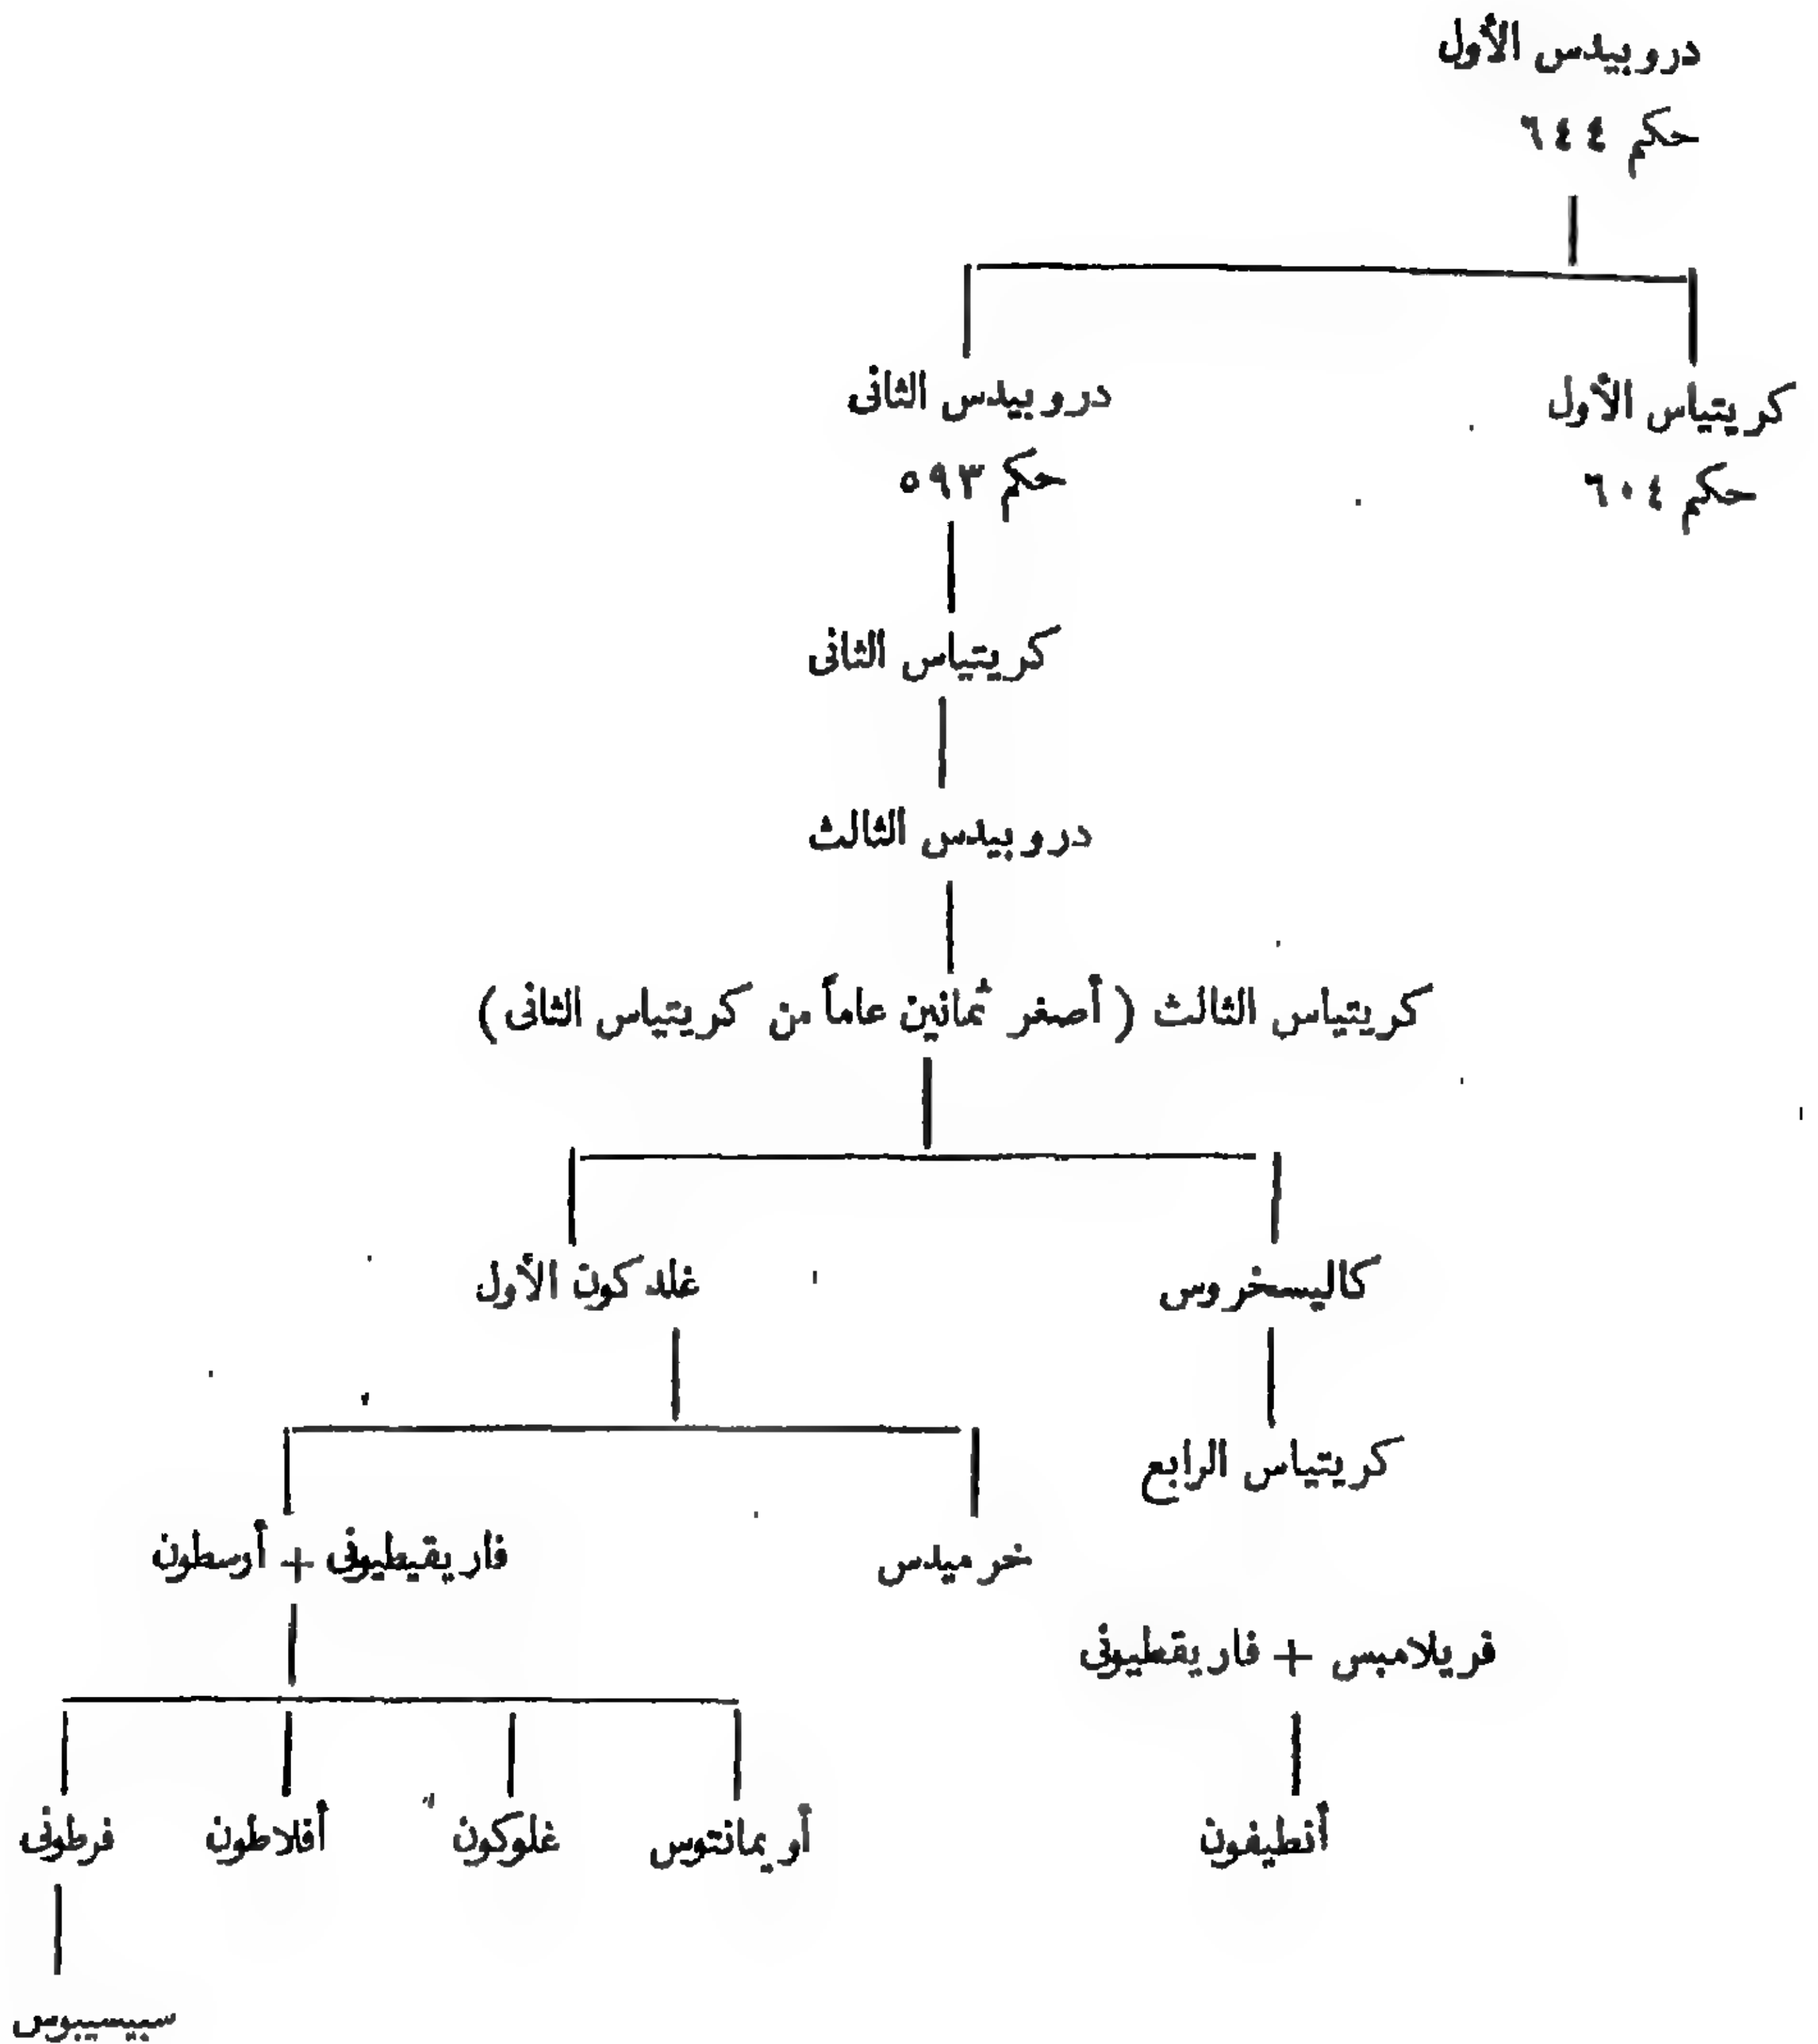 دروبيدس الأول
حكم ٦٤٤
كريتياس الأول
دروبيدس الثانى
حكم ٦٠٤
حكم ٥٩٣
كريتياس الثانى
دروبيدس الثالث
كريتياس الثالث (أصغر ثمانين عاماً من كريتياس الثانى)
كاليسخروس
غلدكون الأول
كريتياس الرابع
خرميدس
فاريقيطيونى + أرسطون
فريلامبس + فاريقطيونى
أنطيفون
أويمانتوس
غلوكون
أفلاطون
فرطونى
سبيسيبوس